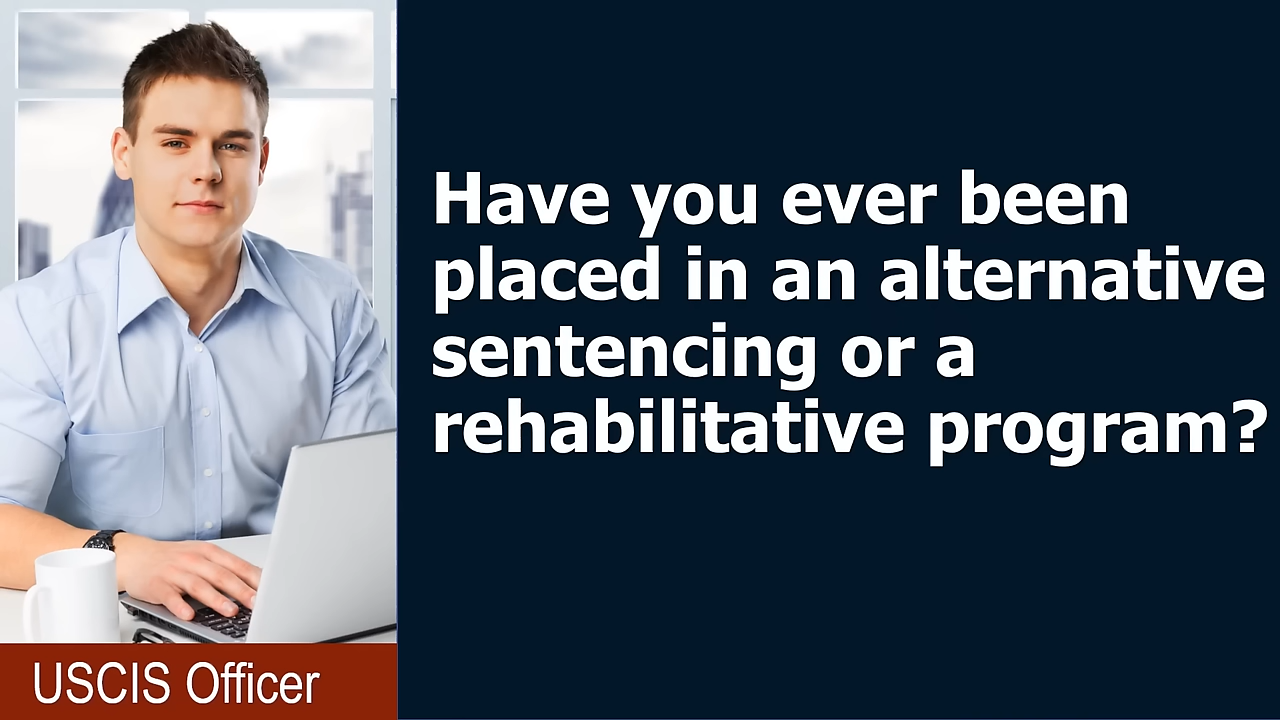 Have you ever been
placed in an alternative
sentencing or a
rehabilitative program?
USCIS Officer